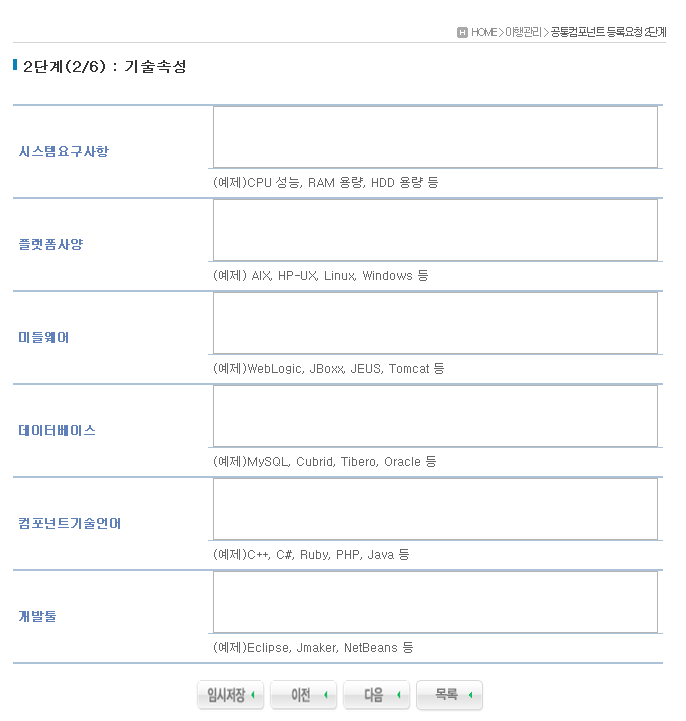 H HOME > 이행관리 > 공통컴포넌트 등록요청 2단계
2단계(2/6) : 기술속성
시스템요구사항
(예제)CPU 성능, RAM 용량, HDD 용량 등
플랫폼사양
(예제) AIX, HP-UX, Linux, Windows 등
미들웨어
(예제)WebLogic, JBoxx, JEUS, Tomcat 등
데이터베이스
(예제)MySQL, Cubrid, Tibero, Oracle 등
컴포넌트기술언어
(예제)C++, C#, Ruby, PHP, Java 등
개발툴
(예제)Eclipse, Jmaker, NetBeans 등
임시저장 이전 다음 목록